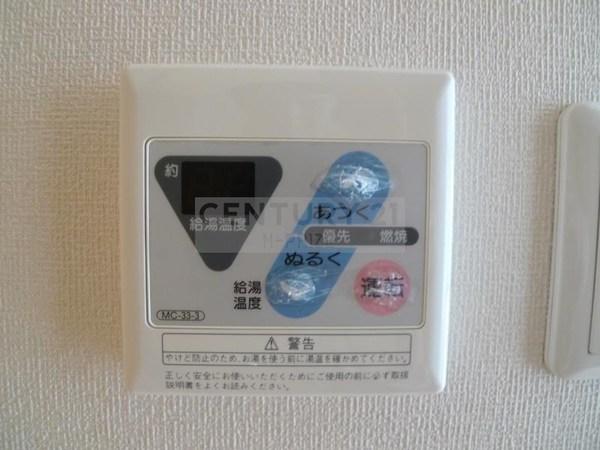 約
給湯温度
あつく
CENTURY 21
優先 燃焼
ぬるく
給湯
温度
運転
MC-33-3
⚠ 警告
やけど防止のため、お湯を使う前に湯温を確かめてください。
正しく安全にお使いいただくためにご使用の前に必ず取扱
説明書をよくお読みください。